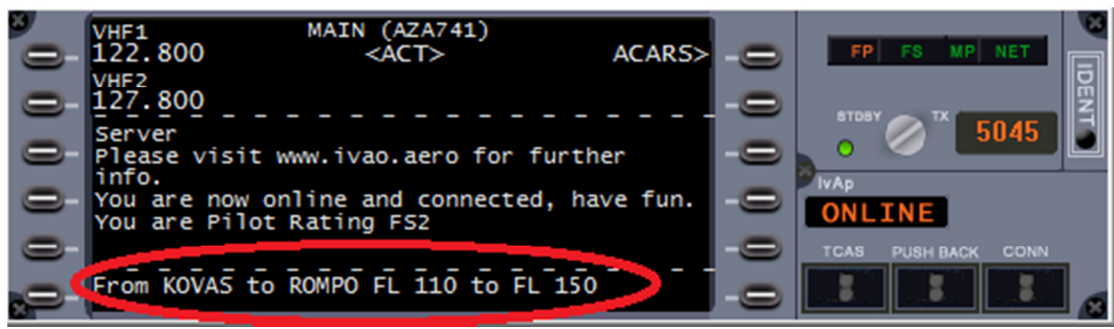 VHF1 MAIN (AZA741)
122.800 <ACT> ACARS>
VHF2
127.800
Server
Please visit www.ivao.aero for further
info.
You are now online and connected, have fun.
You are Pilot Rating FS2
From KOVAS to ROMPO FL 110 to FL 150
FP FS MP NET
IDENT
STDBY TX 5045
IvAp
ONLINE
TCAS PUSH BACK CONN